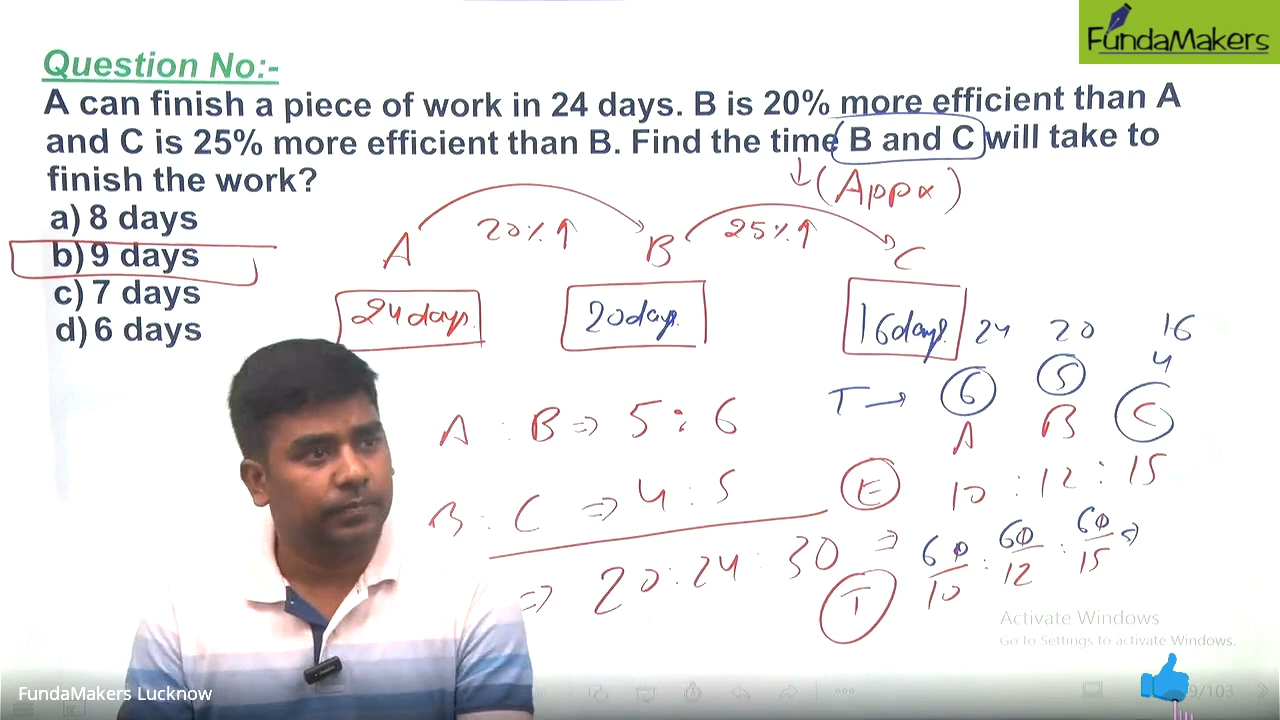 FundaMakers
Question No:-
A can finish a piece of work in 24 days. B is 20% more efficient than A
and C is 25% more efficient than B. Find the time B and C will take to
finish the work?
(Appx)
a) 8 days
b) 9 days
c) 7 days
d) 6 days
20% ↑ 25% ↑
A B C
24 days 20 days 16 days
24 20 16
T → 6 5 4
A B C
A : B ⇒ 5 : 6
B : C ⇒ 4 : 5
E 10 : 12 : 15
⇒ 20 : 24 : 30
T ⇒ 60/10 : 60/12 : 60/15 ⇒
Activate Windows
Go to Settings to activate Windows.
FundaMakers Lucknow
9/103